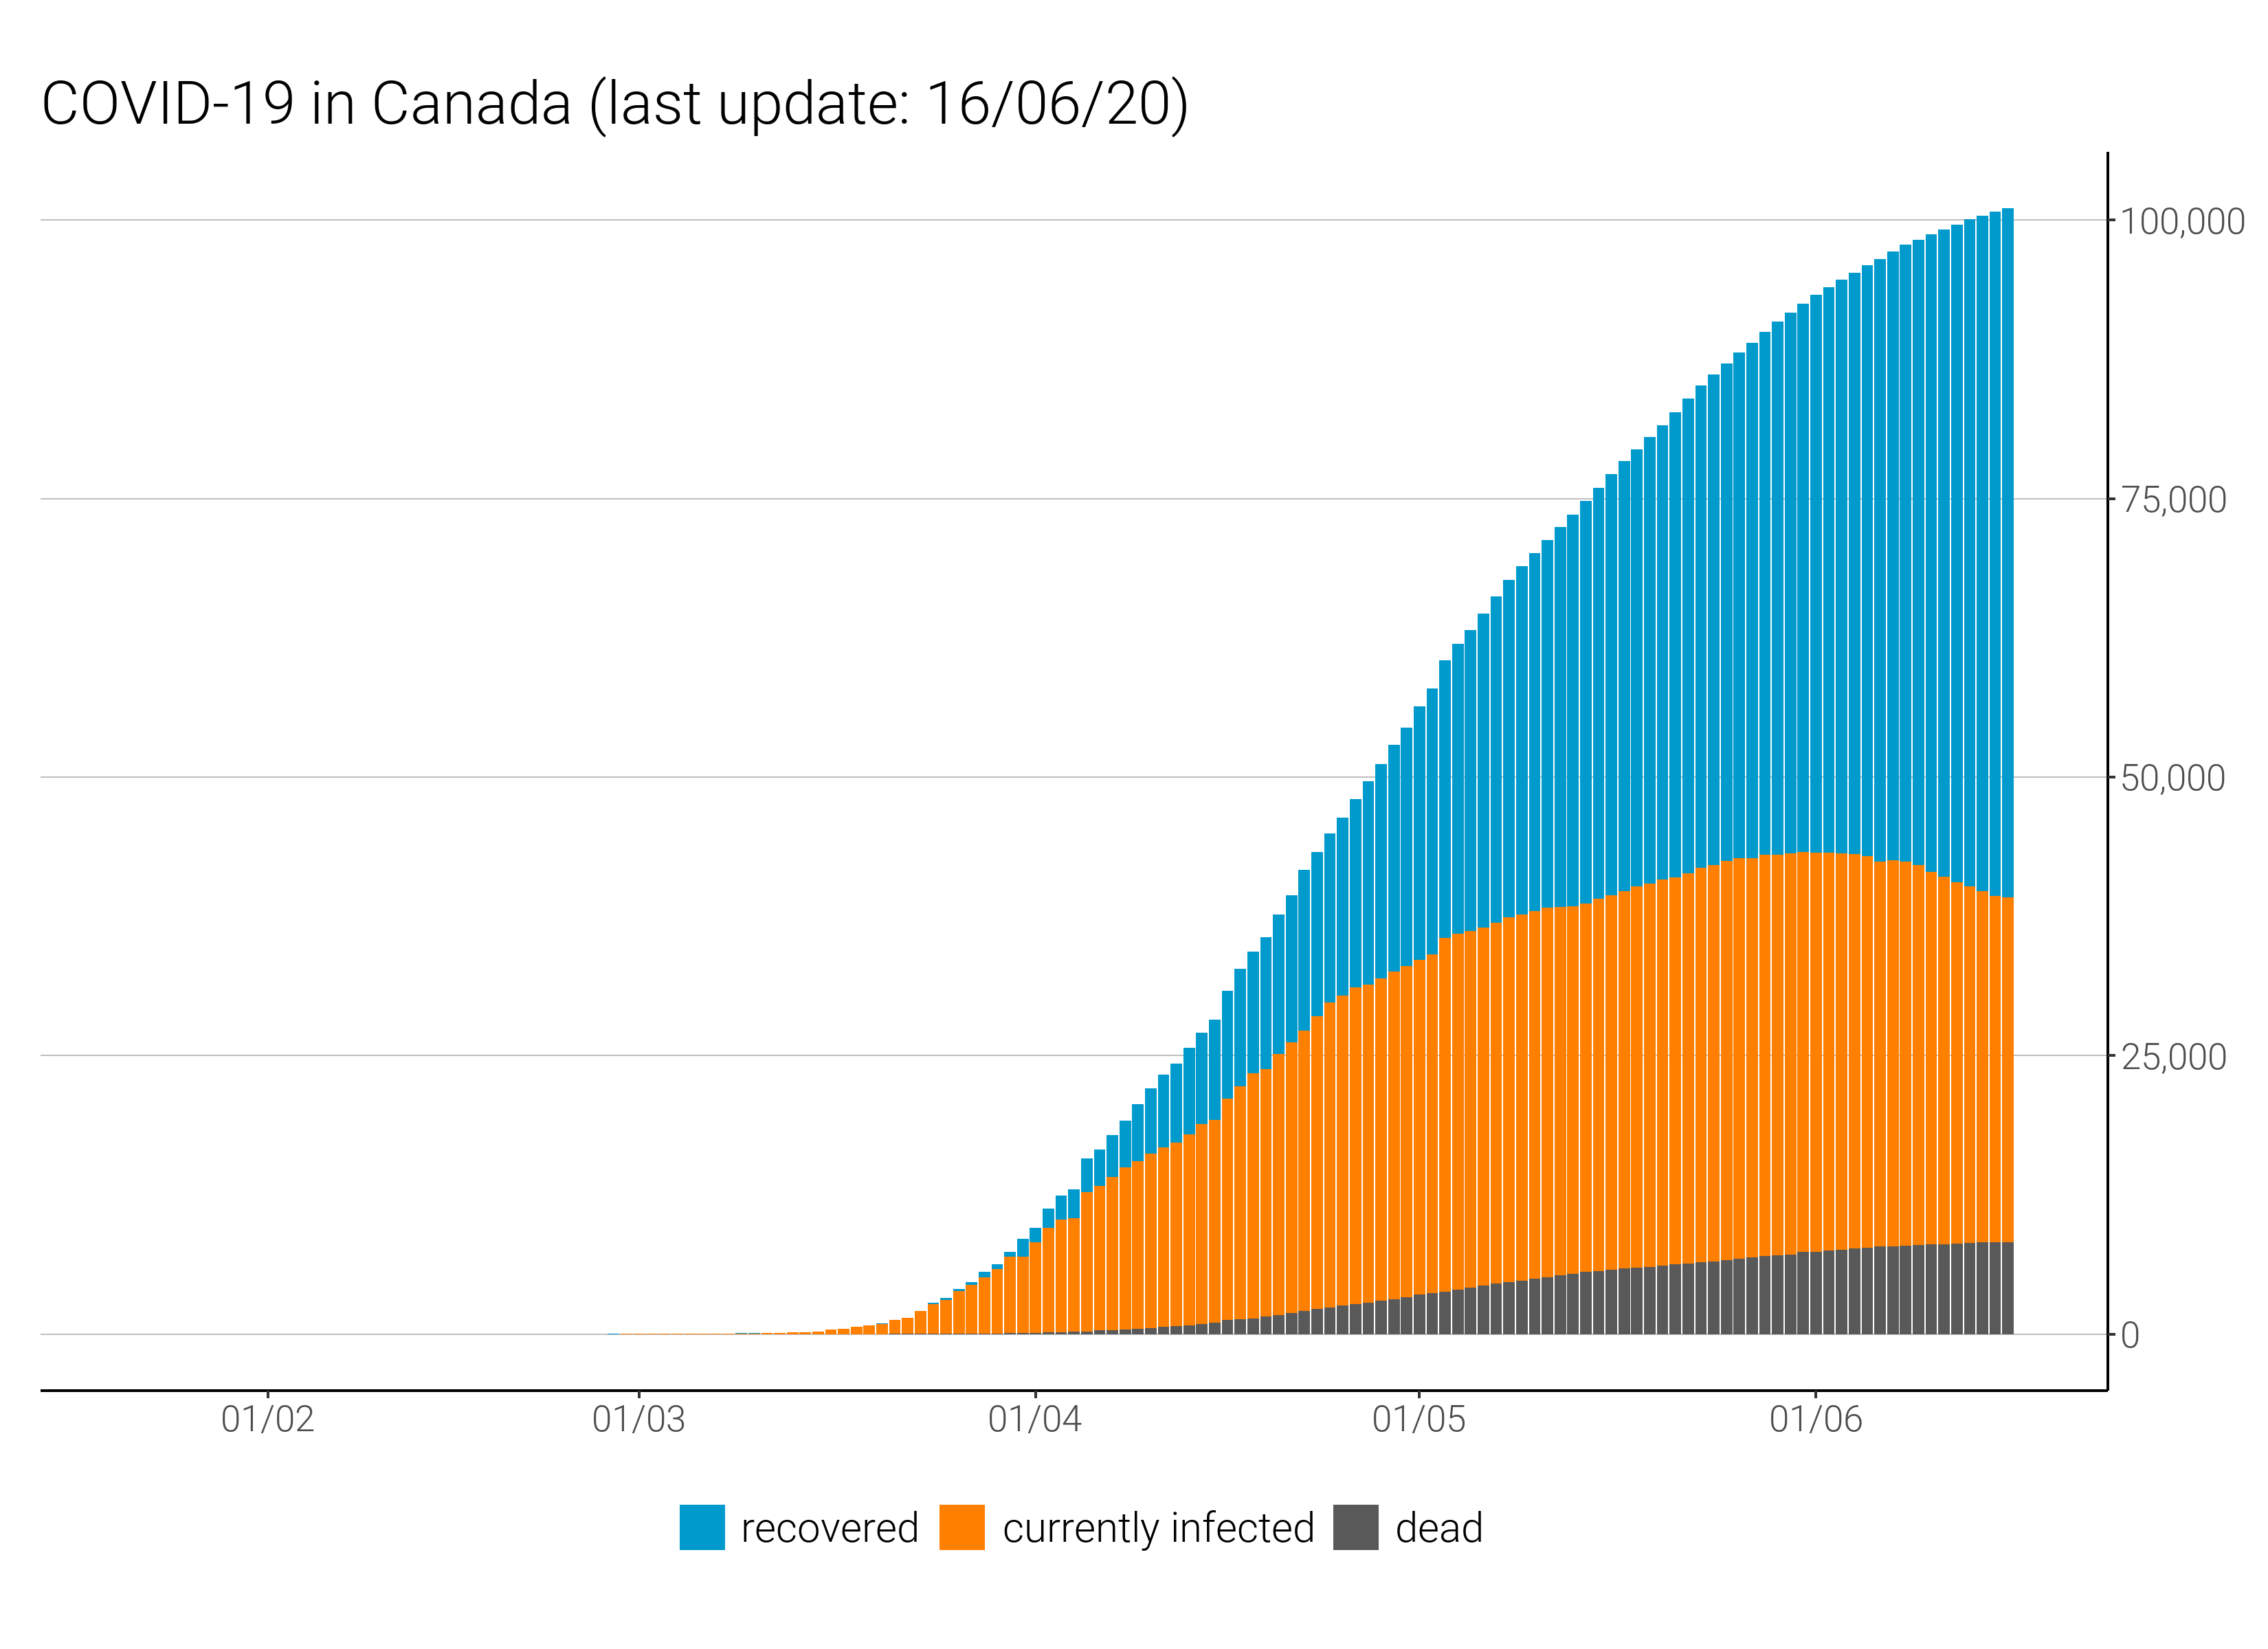 COVID-19 in Canada (last update: 16/06/20)
100,000
75,000
50,000
25,000
0
01/02 01/03 01/04 01/05 01/06
recovered currently infected dead